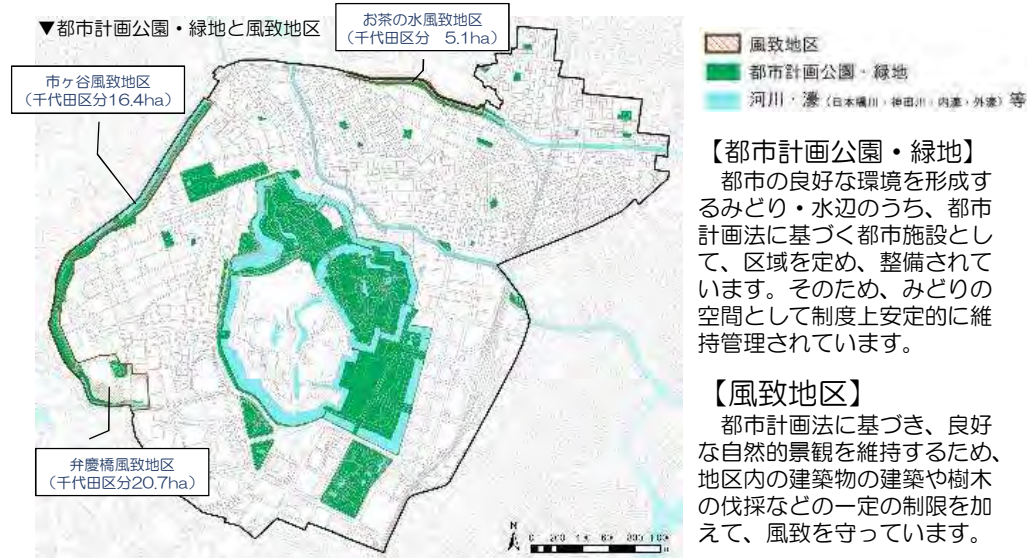 ▼都市計画公園・緑地と風致地区
お茶の水風致地区
（千代田区分 5.1ha）
市ヶ谷風致地区
（千代田区分16.4ha）
弁慶橋風致地区
（千代田区分20.7ha）
N
風致地区
都市計画公園・緑地
河川・濠（日本橋川・神田川・内濠・外濠）等
【都市計画公園・緑地】
都市の良好な環境を形成す
るみどり・水辺のうち、都市
計画法に基づく都市施設とし
て、区域を定め、整備されて
います。そのため、みどりの
空間として制度上安定的に維
持管理されています。
【風致地区】
都市計画法に基づき、良好
な自然的景観を維持するため、
地区内の建築物の建築や樹木
の伐採などの一定の制限を加
えて、風致を守っています。